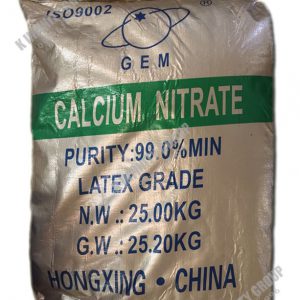 ISO9002
®
GEM
CALCIUM NITRATE
PURITY:99.0%MIN
LATEX GRADE
N.W.:25.00KG
G.W.:25.20KG
HONGXING · CHINA